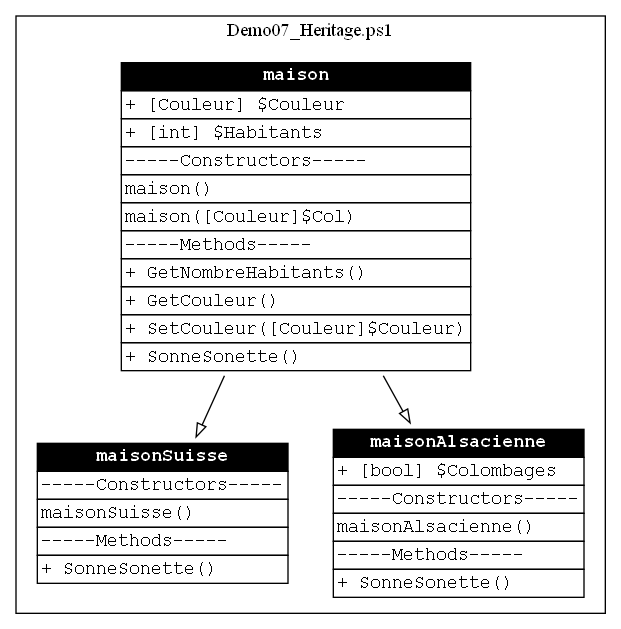 Demo07_Heritage.ps1
maison
+ [Couleur] $Couleur
+ [int] $Habitants
-----Constructors-----
maison()
maison([Couleur]$Col)
-----Methods-----
+ GetNombreHabitants()
+ GetCouleur()
+ SetCouleur([Couleur]$Couleur)
+ SonneSonette()
maisonSuisse
-----Constructors-----
maisonSuisse()
-----Methods-----
+ SonneSonette()
maisonAlsacienne
+ [bool] $Colombages
-----Constructors-----
maisonAlsacienne()
-----Methods-----
+ SonneSonette()